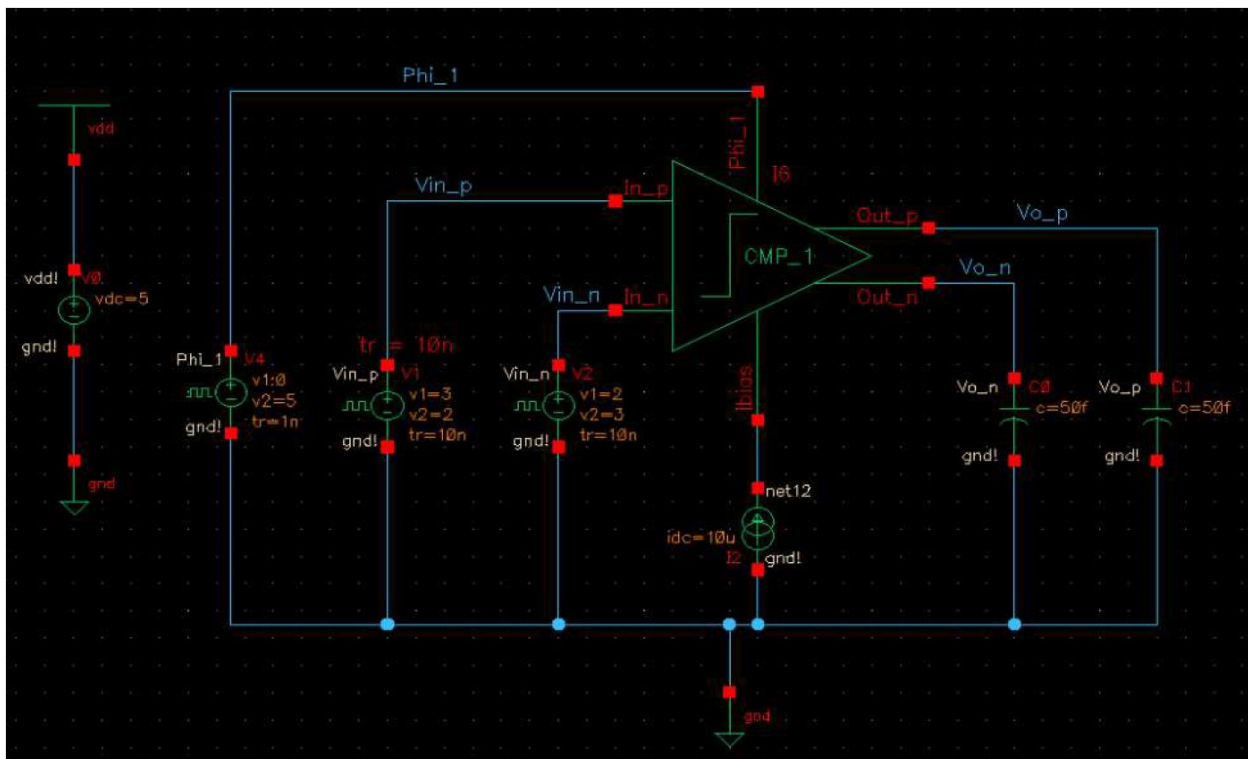 Phi_1
vdd
Phi_1
I6
Vin_p
In_p
Out_p
Vo_p
CMP_1
vdd!
V0
vdc=5
Vin_n
In_n
Vo_n
Out_n
gnd!
tr = 10n
Phi_1
V4
v1:0
v2=5
tr=1n
gnd!
Vin_p
V1
v1=3
v2=2
tr=10n
gnd!
Vin_n
V2
v1=2
v2=3
tr=10n
gnd!
Ibias
Vo_n
C0
c=50f
gnd!
Vo_p
C1
c=50f
gnd!
gnd
net12
idc=10u
I2
gnd!
gnd